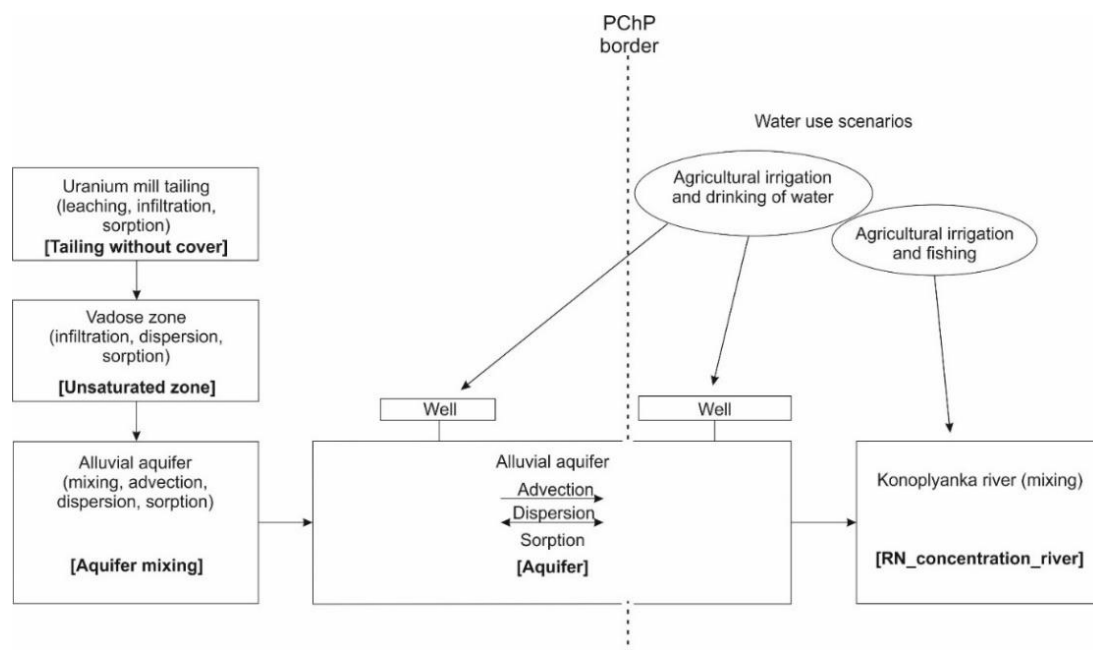 PChP
border
Water use scenarios
Uranium mill tailing
(leaching, infiltration,
sorption)
[Tailing without cover]
Agricultural irrigation
and drinking of water
Agricultural irrigation
and fishing
Vadose zone
(infiltration, dispersion,
sorption)
[Unsaturated zone]
Well
Well
Alluvial aquifer
(mixing, advection,
dispersion, sorption)
[Aquifer mixing]
Alluvial aquifer
Advection
Dispersion
Sorption
[Aquifer]
Konoplyanka river (mixing)
[RN_concentration_river]